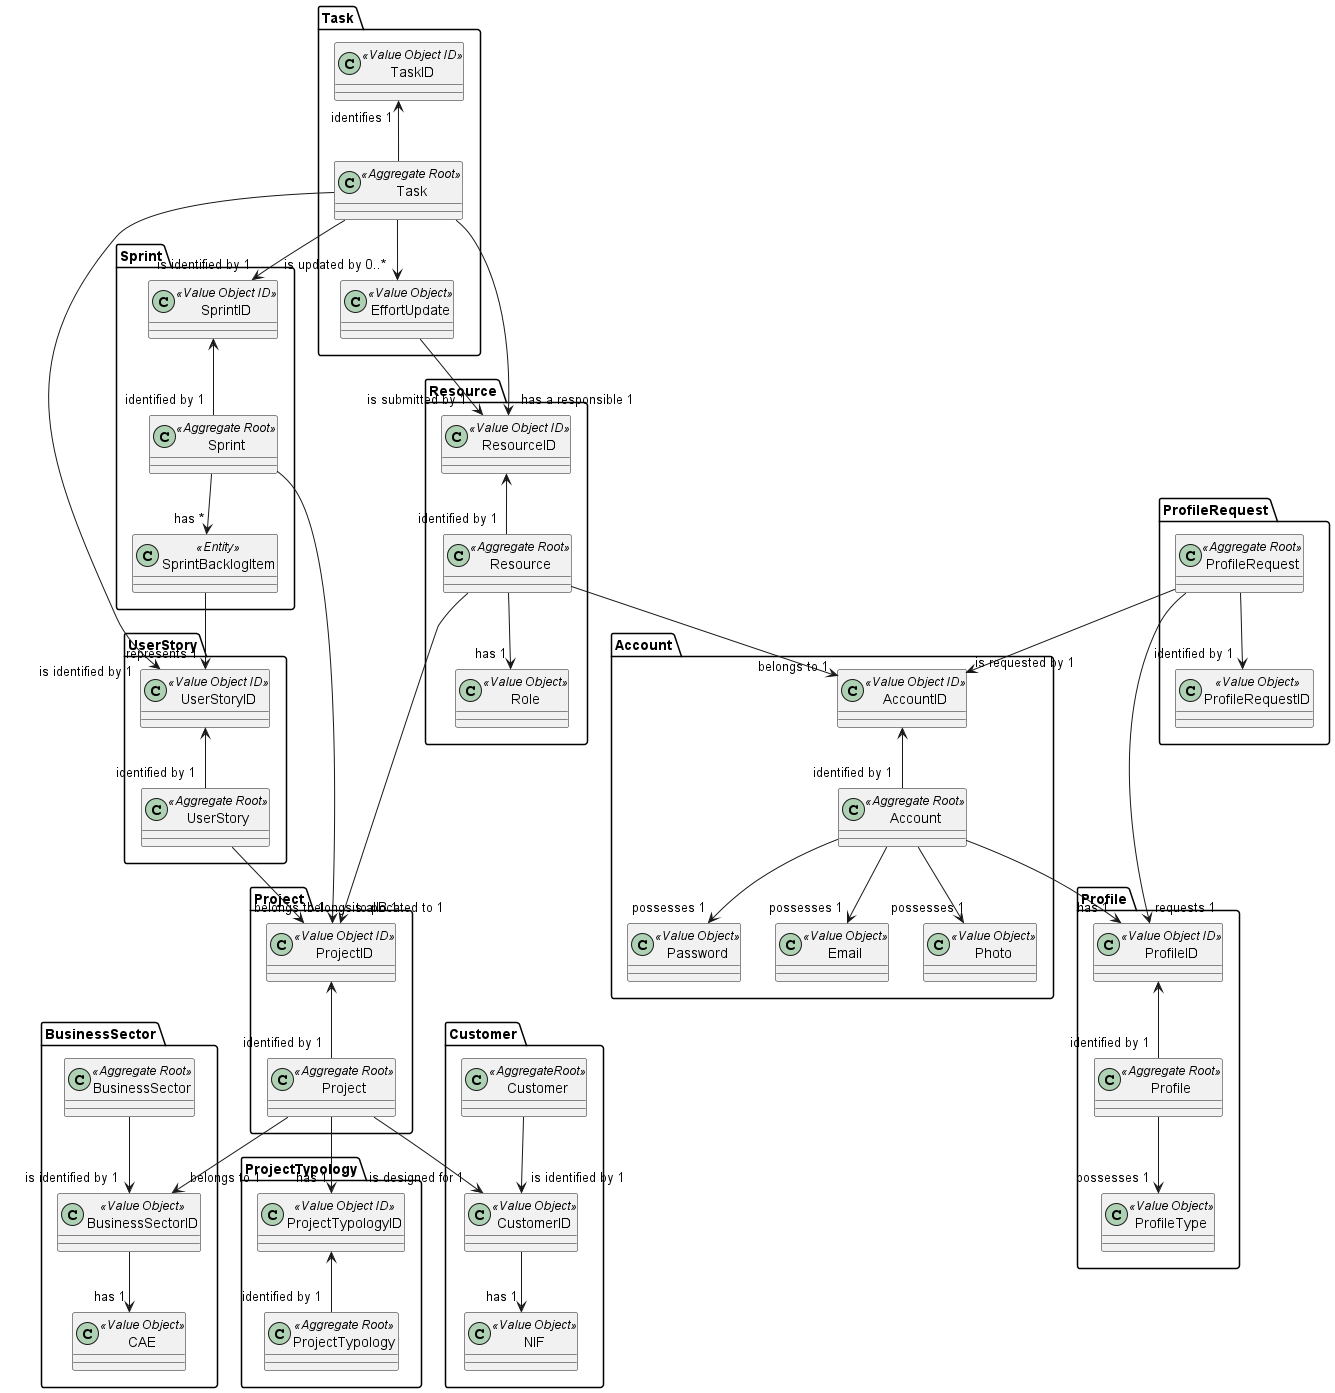 Task
C «Value Object ID»
TaskID
identifies 1
C «Aggregate Root»
Task
is identified by 1
is updated by 0..*
Sprint
C «Value Object ID»
SprintID
C «Value Object»
EffortUpdate
identified by 1
is submitted by 1
has a responsible 1
Resource
C «Aggregate Root»
Sprint
C «Value Object ID»
ResourceID
has *
identified by 1
ProfileRequest
C «Entity»
SprintBacklogItem
C «Aggregate Root»
Resource
C «Aggregate Root»
ProfileRequest
UserStory
represents 1
is identified by 1
has 1
Account
belongs to 1
is requested by 1
identified by 1
C «Value Object ID»
UserStoryID
C «Value Object»
Role
C «Value Object ID»
AccountID
C «Value Object»
ProfileRequestID
identified by 1
identified by 1
C «Aggregate Root»
UserStory
C «Aggregate Root»
Account
Project
is allocated to 1
possesses 1
possesses 1
possesses 1
Profile
requests 1
C «Value Object ID»
ProjectID
C «Value Object»
Password
C «Value Object»
Email
C «Value Object»
Photo
C «Value Object ID»
ProfileID
BusinessSector
identified by 1
Customer
identified by 1
C «Aggregate Root»
BusinessSector
C «Aggregate Root»
Project
C «AggregateRoot»
Customer
C «Aggregate Root»
Profile
is identified by 1
belongs to 1
ProjectTypology
has 1
is designed for 1
is identified by 1
possesses 1
C «Value Object»
BusinessSectorID
C «Value Object ID»
ProjectTypologyID
C «Value Object»
CustomerID
C «Value Object»
ProfileType
has 1
identified by 1
has 1
C «Value Object»
CAE
C «Aggregate Root»
ProjectTypology
C «Value Object»
NIF